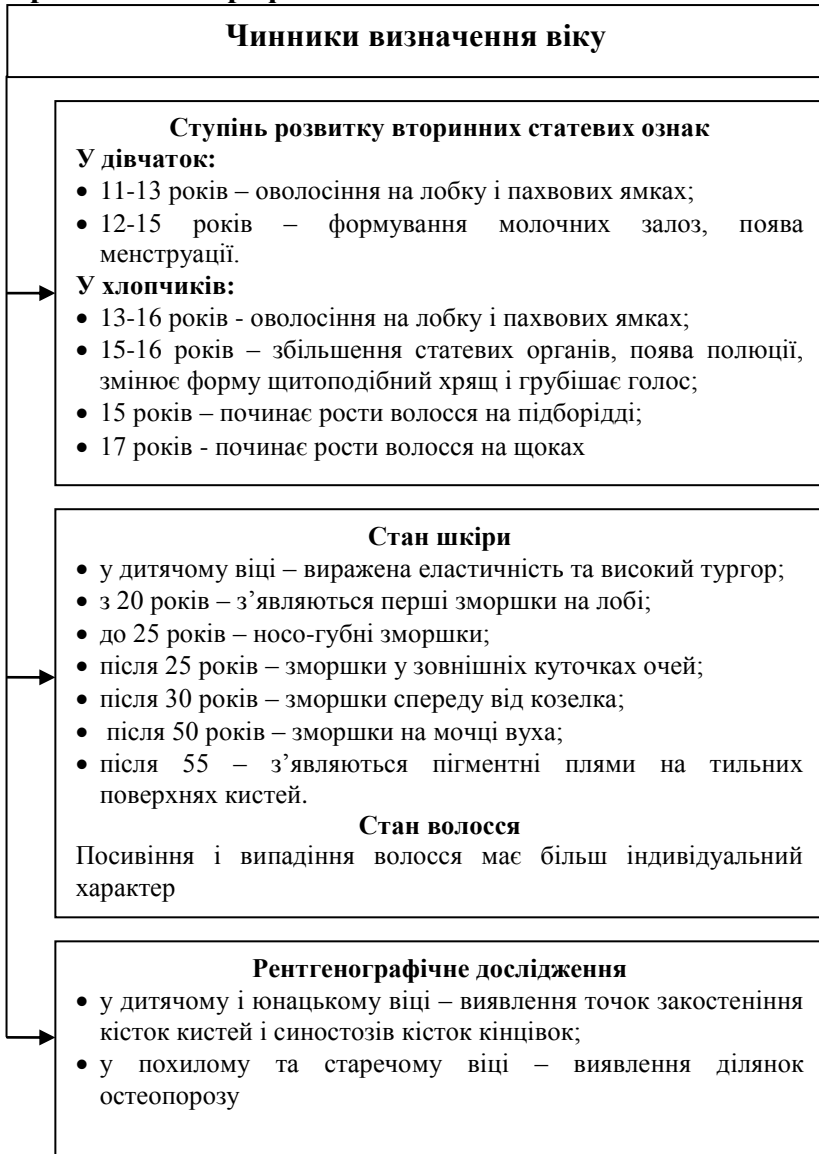 Чинники визначення віку
Ступінь розвитку вторинних статевих ознак
У дівчаток:
• 11-13 років – оволосіння на лобку і пахвових ямках;
• 12-15 років – формування молочних залоз, поява
менструації.
У хлопчиків:
• 13-16 років - оволосіння на лобку і пахвових ямках;
• 15-16 років – збільшення статевих органів, поява полюції,
змінює форму щитоподібний хрящ і грубішає голос;
• 15 років – починає рости волосся на підборідді;
• 17 років - починає рости волосся на щоках
Стан шкіри
• у дитячому віці – виражена еластичність та високий тургор;
• з 20 років – з’являються перші зморшки на лобі;
• до 25 років – носо-губні зморшки;
• після 25 років – зморшки у зовнішніх куточках очей;
• після 30 років – зморшки спереду від козелка;
• після 50 років – зморшки на мочці вуха;
• після 55 – з’являються пігментні плями на тильних
поверхнях кистей.
Стан волосся
Посивіння і випадіння волосся має більш індивідуальний
характер
Рентгенографічне дослідження
• у дитячому і юнацькому віці – виявлення точок закостеніння
кісток кистей і синостозів кісток кінцівок;
• у похилому та старечому віці – виявлення ділянок
остеопорозу